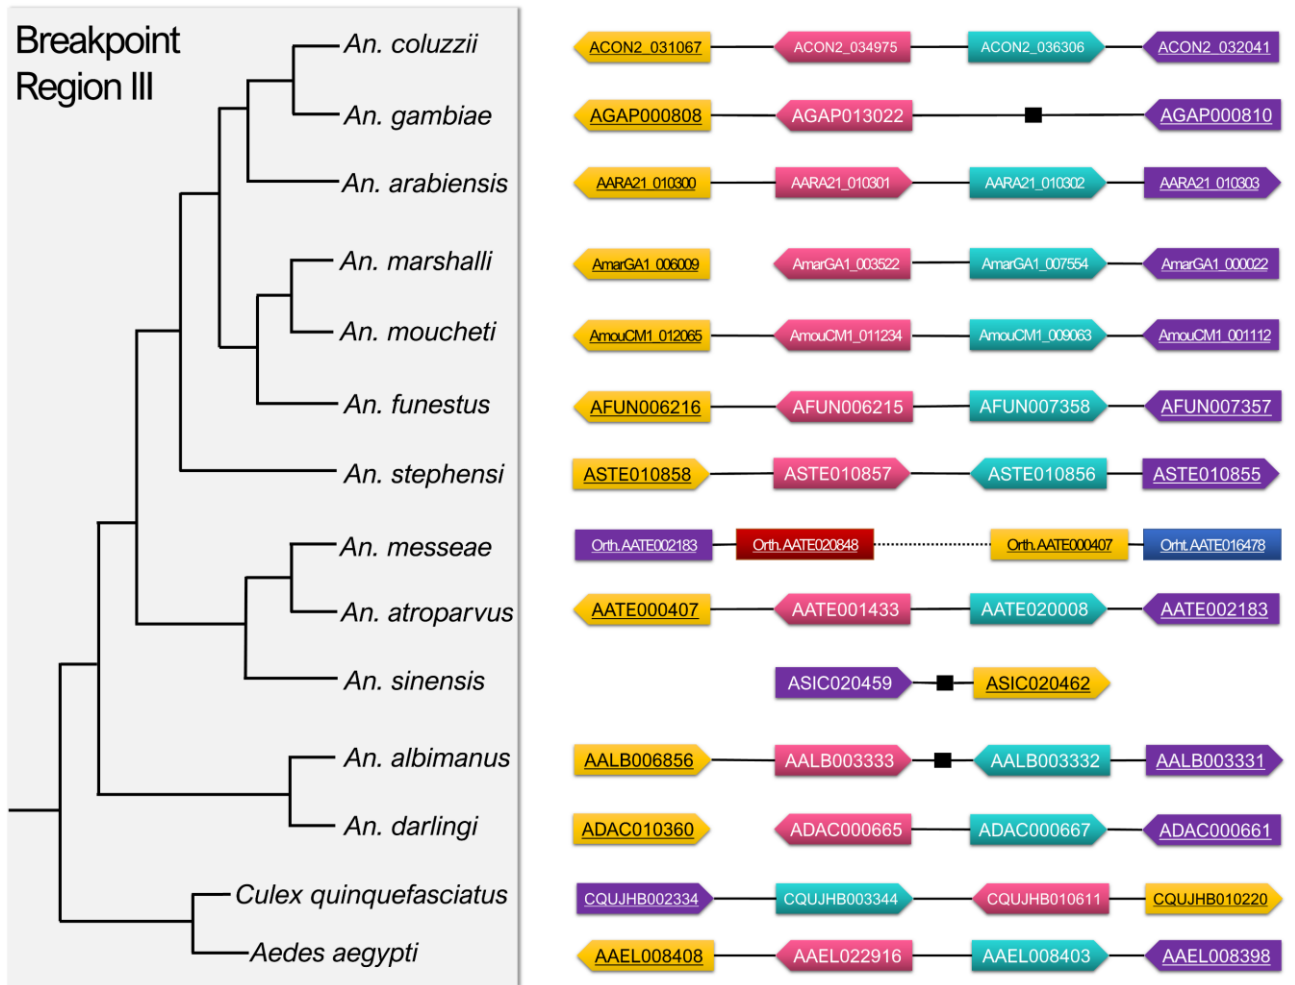 Breakpoint
Region III
An. coluzzii ACON2_031067 ACON2_034975 ACON2_036306 ACON2_032041
An. gambiae AGAP000808 AGAP013022 AGAP000810
An. arabiensis AARA21_010300 AARA21_010301 AARA21_010302 AARA21_010303
An. marshalli AmarGA1_006009 AmarGA1_003522 AmarGA1_007554 AmarGA1_000022
An. moucheti AmouCM1_012065 AmouCM1_011234 AmouCM1_009063 AmouCM1_001112
An. funestus AFUN006216 AFUN006215 AFUN007358 AFUN007357
An. stephensi ASTE010858 ASTE010857 ASTE010856 ASTE010855
An. messeae Orth.AATE002183 Orth.AATE020848 Orth.AATE000407 Orht.AATE016478
An. atroparvus AATE000407 AATE001433 AATE020008 AATE002183
An. sinensis ASIC020459 ASIC020462
An. albimanus AALB006856 AALB003333 AALB003332 AALB003331
An. darlingi ADAC010360 ADAC000665 ADAC000667 ADAC000661
Culex quinquefasciatus CQUJHB002334 CQUJHB003344 CQUJHB010611 CQUJHB010220
Aedes aegypti AAEL008408 AAEL022916 AAEL008403 AAEL008398